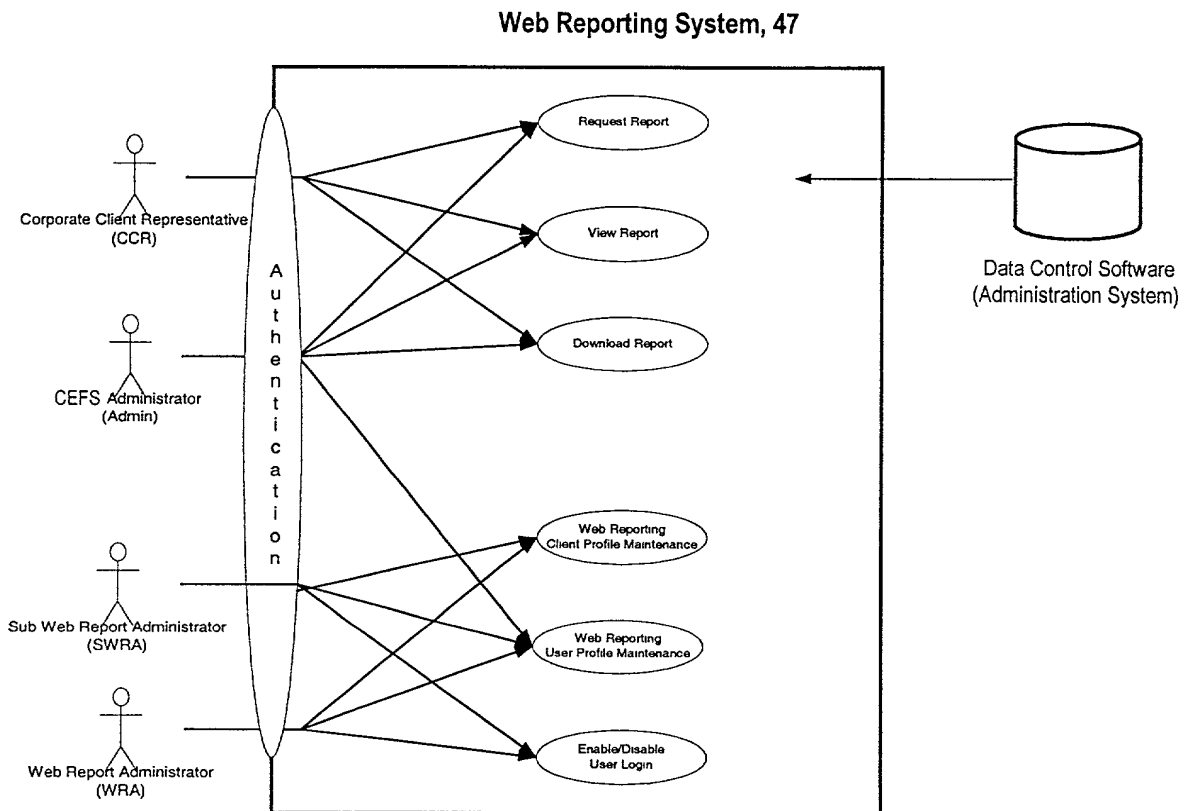 Web Reporting System, 47
Request Report
Corporate Client Representative
(CCR)
View Report
Data Control Software
(Administration System)
Authentication
Download Report
CEFS Administrator
(Admin)
Web Reporting
Client Profile Maintenance
Sub Web Report Administrator
(SWRA)
Web Reporting
User Profile Maintenance
Enable/Disable
User Login
Web Report Administrator
(WRA)